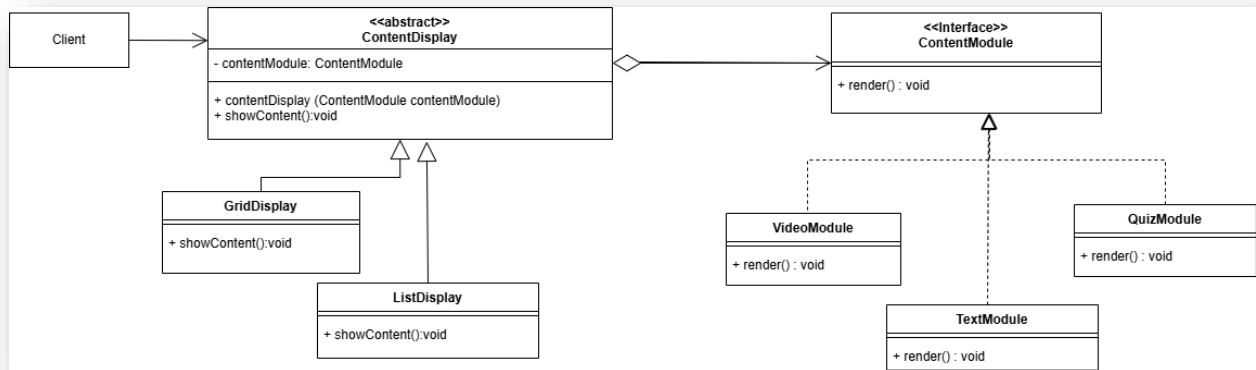 Client
<<abstract>>
ContentDisplay
- contentModule: ContentModule
+ contentDisplay (ContentModule contentModule)
+ showContent():void
<<Interface>>
ContentModule
+ render() : void
GridDisplay
+ showContent():void
ListDisplay
+ showContent():void
VideoModule
+ render() : void
QuizModule
+ render() : void
TextModule
+ render() : void